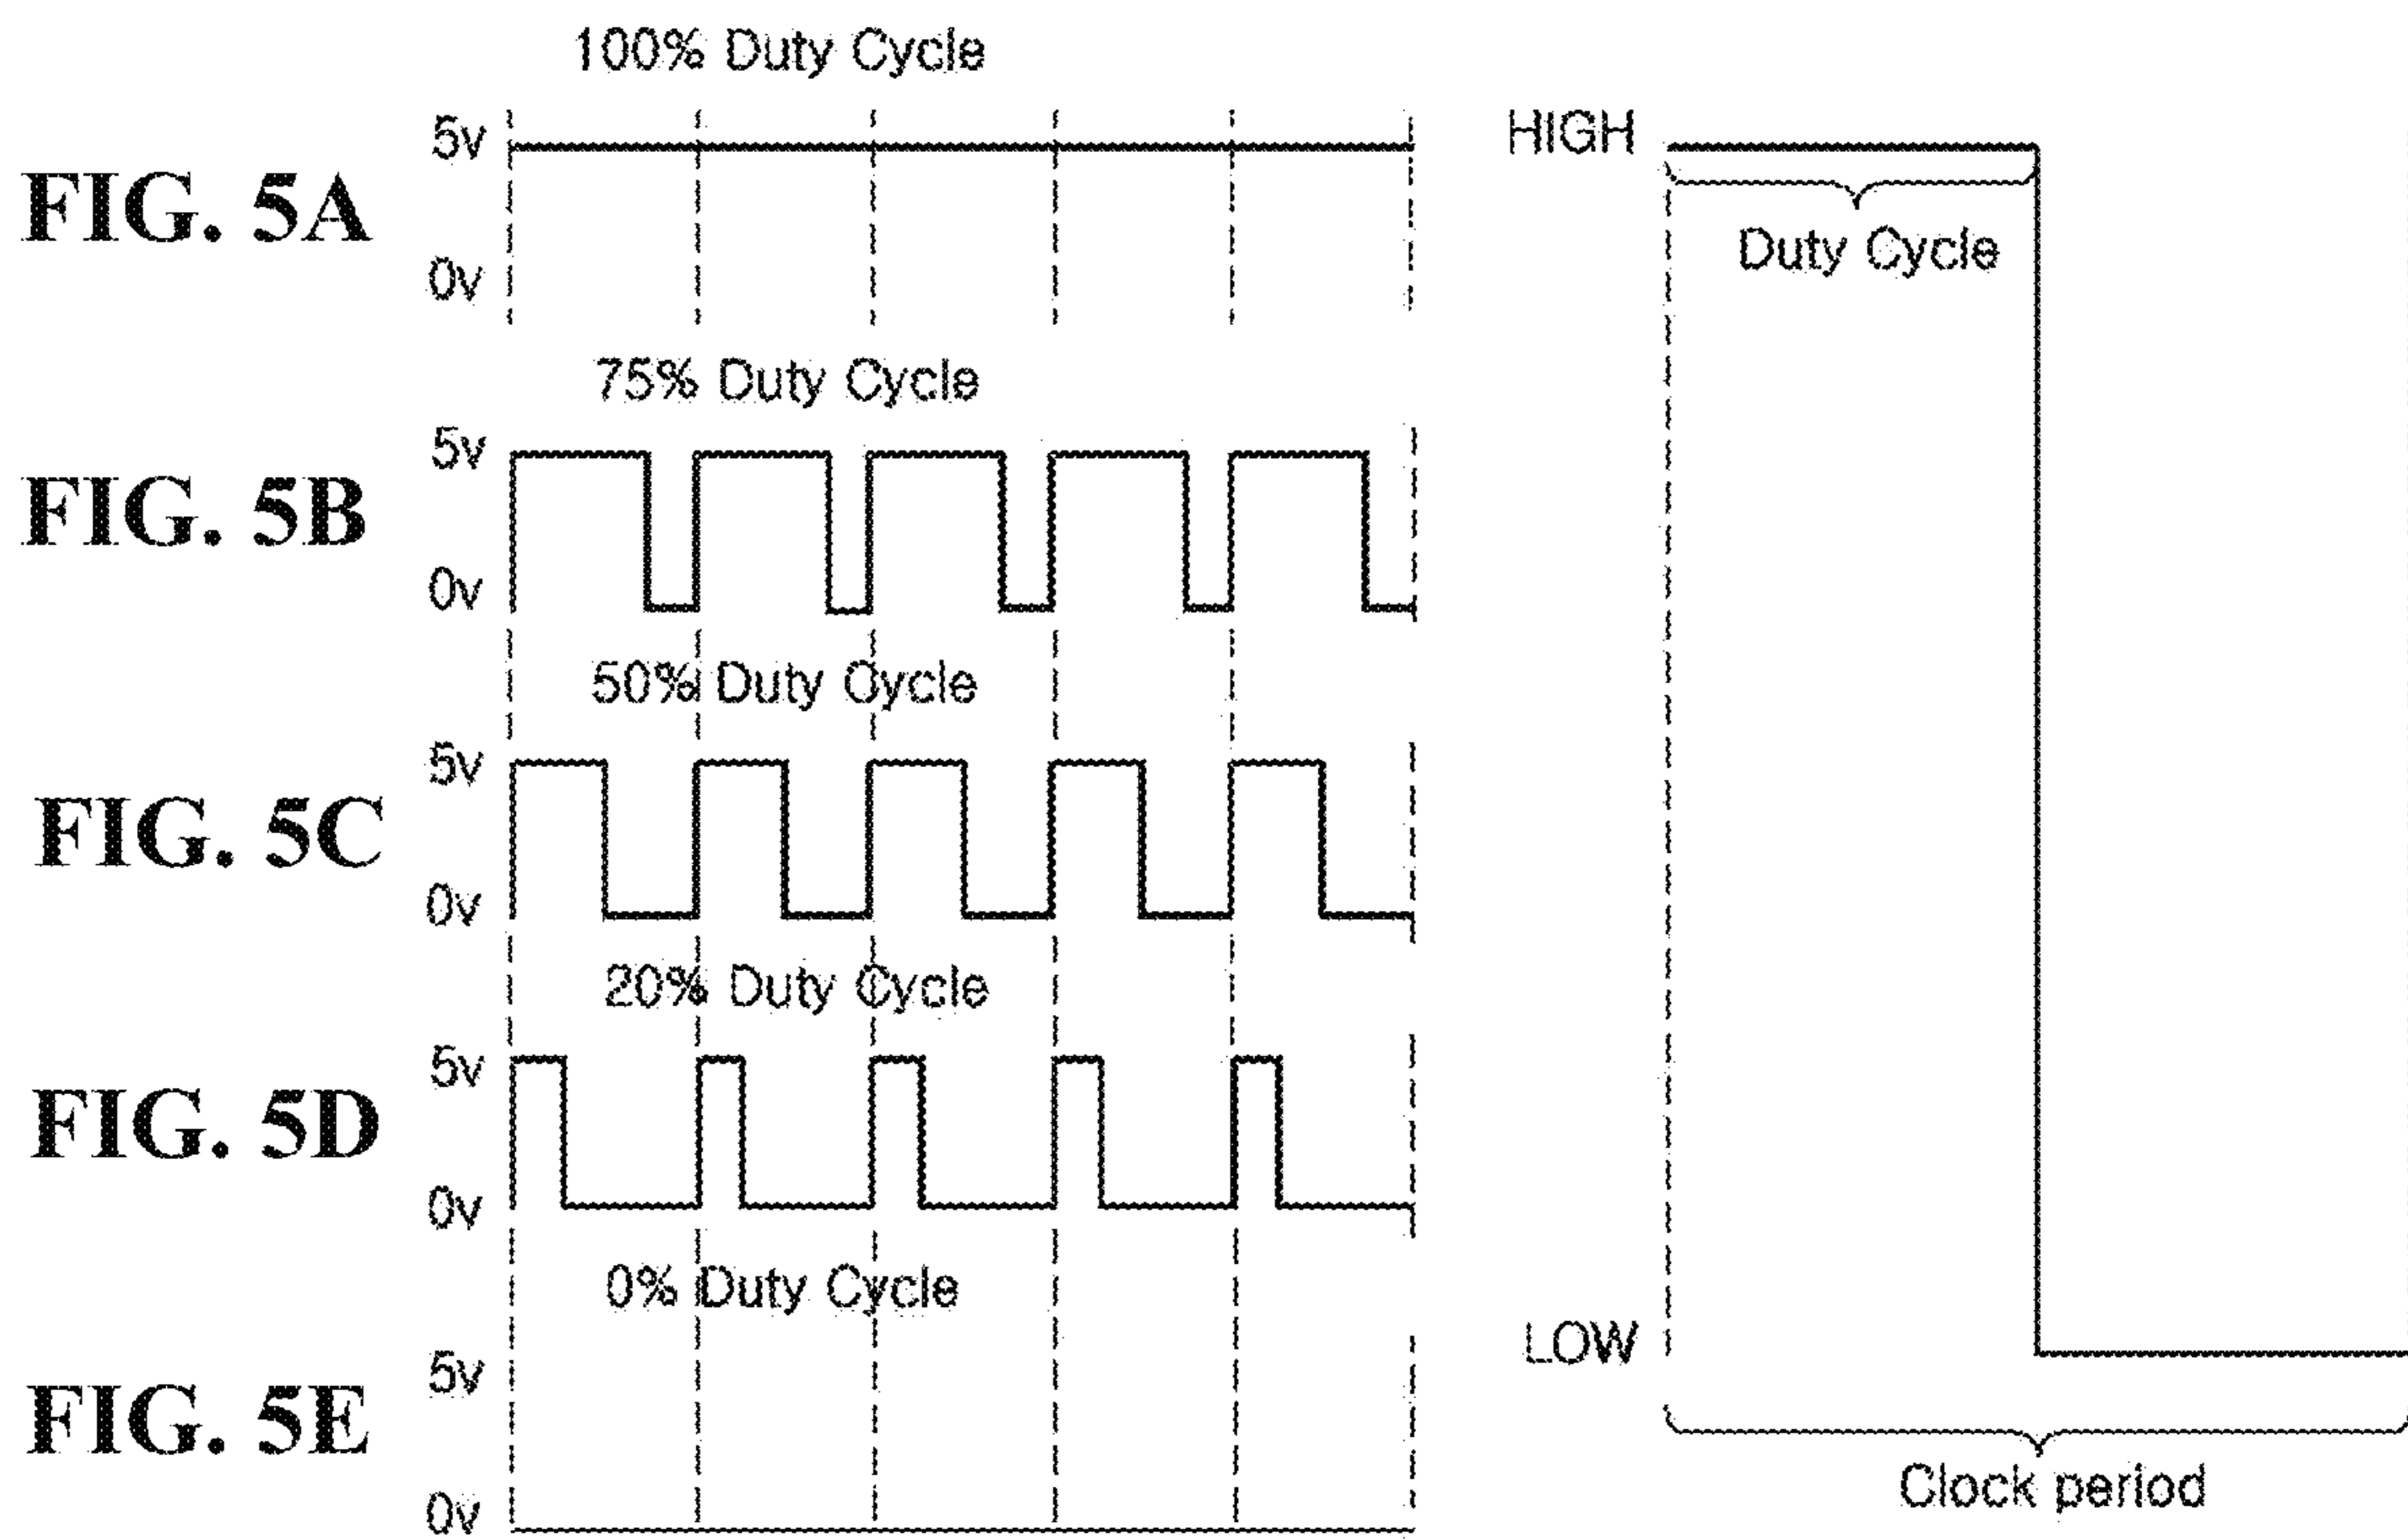 100% Duty Cycle
FIG. 5A
5v
0v
75% Duty Cycle
FIG. 5B
5v
0v
50% Duty Cycle
FIG. 5C
5v
0v
20% Duty Cycle
FIG. 5D
5v
0v
0% Duty Cycle
FIG. 5E
5v
0v
HIGH
Duty Cycle
LOW
Clock period